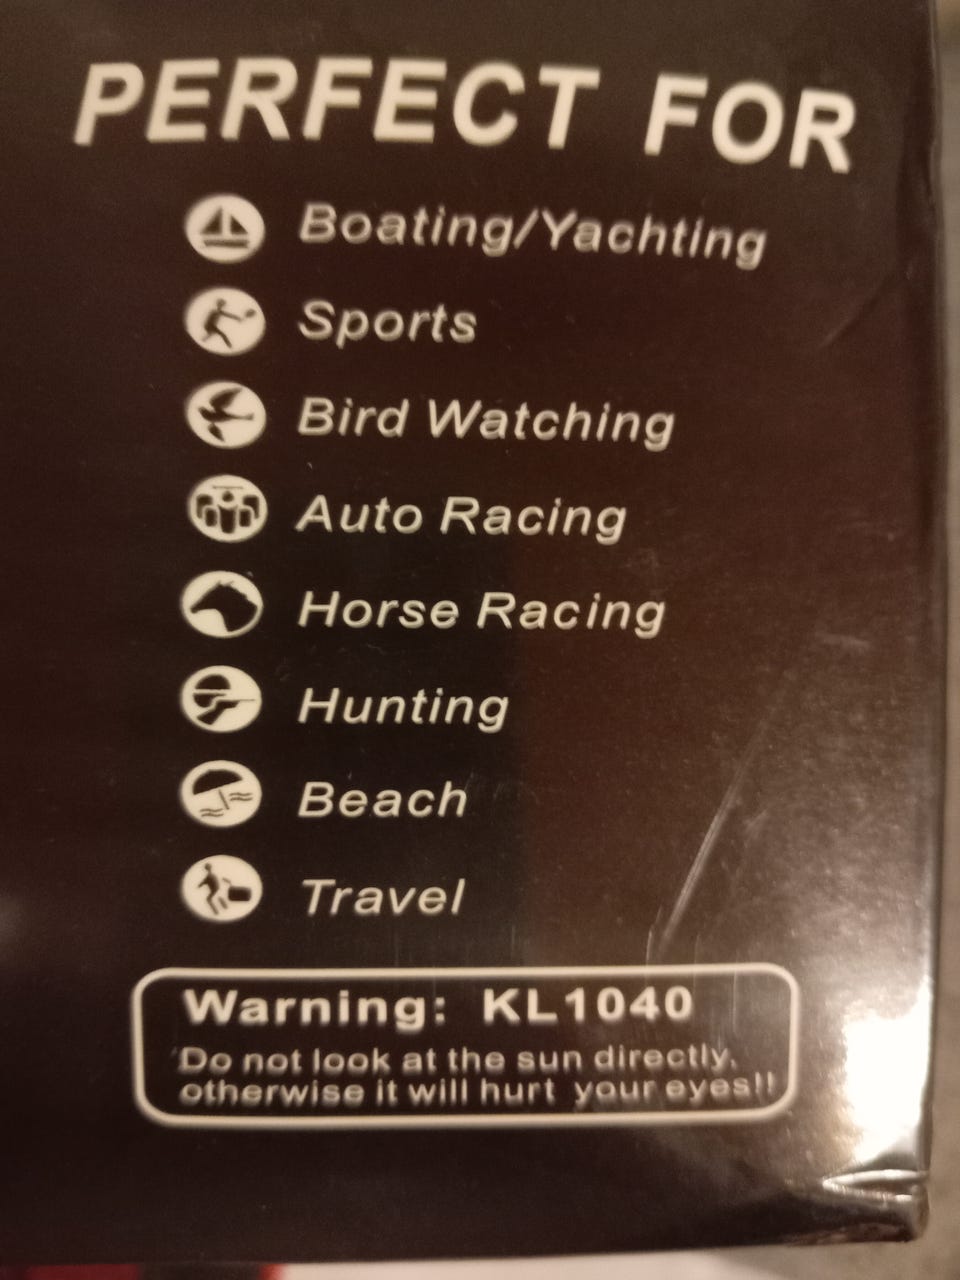 PERFECT FOR
Boating/Yachting
Sports
Bird Watching
Auto Racing
Horse Racing
Hunting
Beach
Travel
Warning: KL1040
Do not look at the sun directly,
otherwise it will hurt your eyes!!